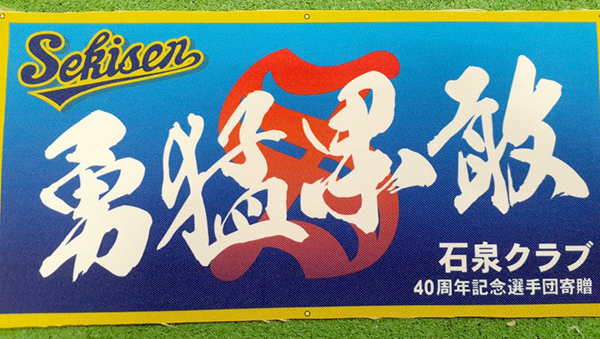 Sekisen
勇猛果敢
石泉クラブ
40周年記念選手団寄贈